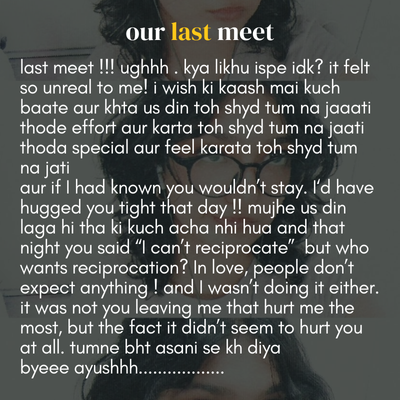 our last meet
last meet !!! ughhh . kya likhu ispe idk? it felt
so unreal to me! i wish ki kaash mai kuch
baate aur khta us din toh shyd tum na jaaati
thode effort aur karta toh shyd tum na jaati
thoda special aur feel karata toh shyd tum
na jati
aur if I had known you wouldn't stay. I'd have
hugged you tight that day !! mujhe us din
laga hi tha ki kuch acha nhi hua and that
night you said “I can't reciprocate” but who
wants reciprocation? In love, people don't
expect anything ! and I wasn't doing it either.
it was not you leaving me that hurt me the
most, but the fact it didn't seem to hurt you
at all. tumne bht asani se kh diya
byeee ayushhh..................